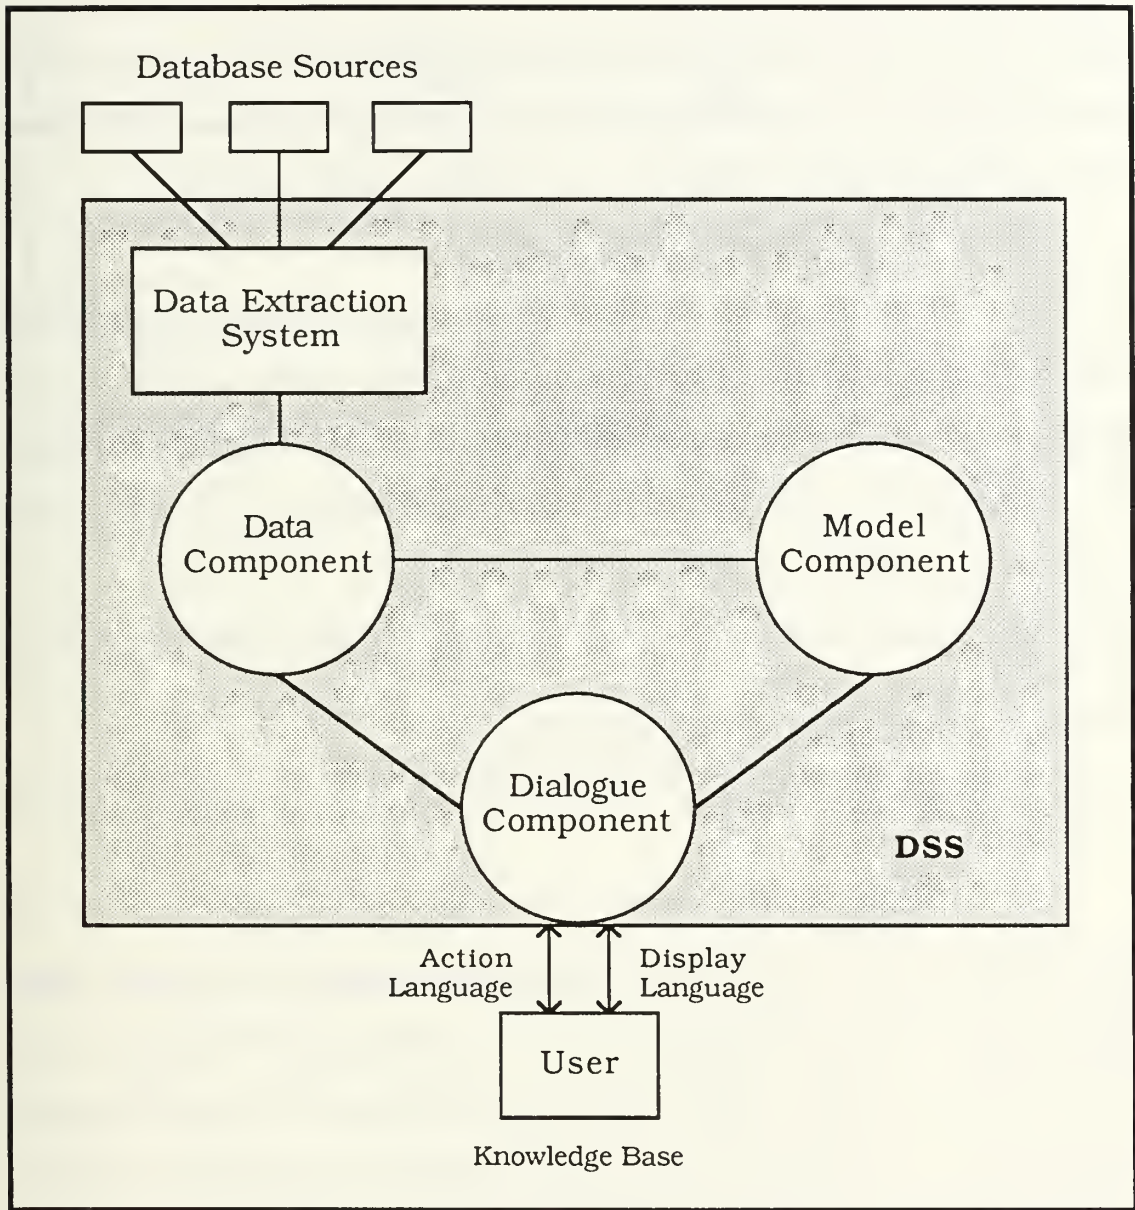 Database Sources
Data Extraction
System
Data
Component
Model
Component
Dialogue
Component
DSS
Action
Language
Display
Language
User
Knowledge Base